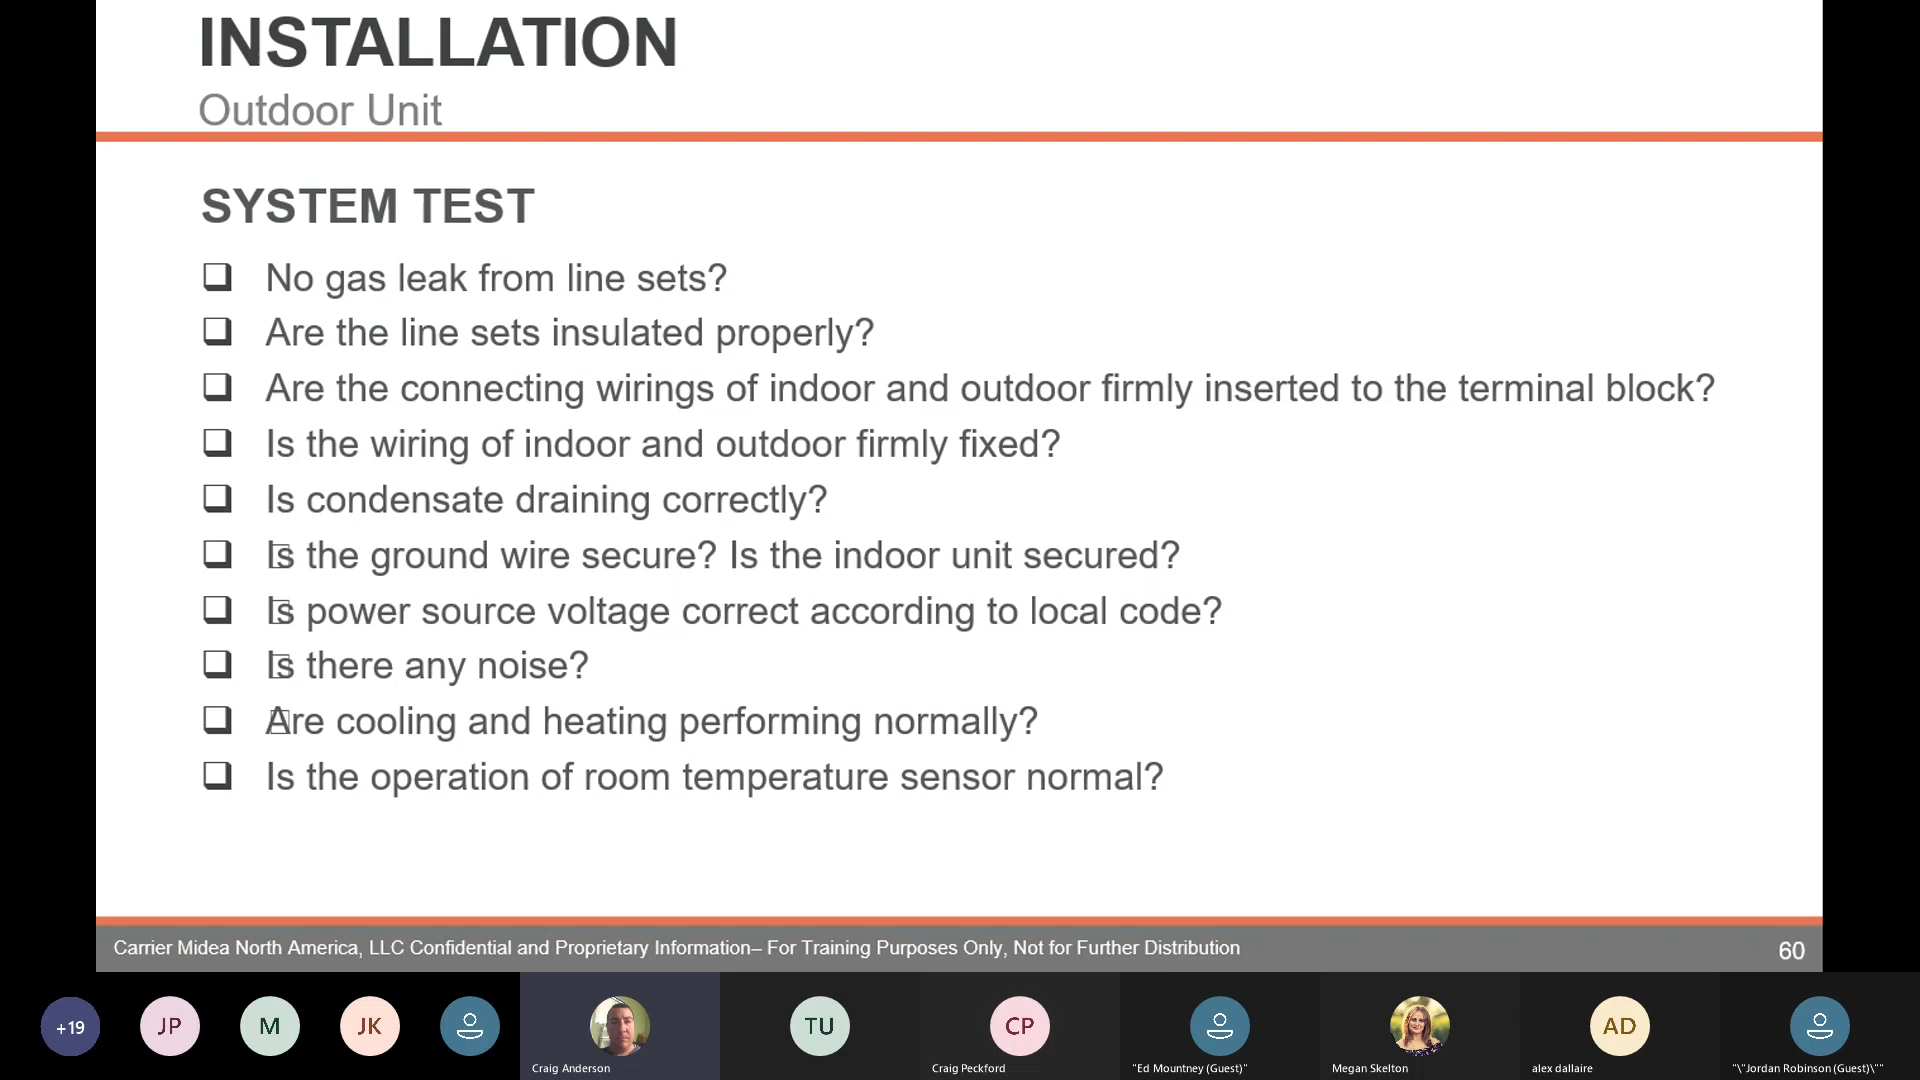 INSTALLATION
Outdoor Unit
SYSTEM TEST
No gas leak from line sets?
Are the line sets insulated properly?
Are the connecting wirings of indoor and outdoor firmly inserted to the terminal block?
Is the wiring of indoor and outdoor firmly fixed?
Is condensate draining correctly?
Is the ground wire secure? Is the indoor unit secured?
Is power source voltage correct according to local code?
Is there any noise?
Are cooling and heating performing normally?
Is the operation of room temperature sensor normal?
Carrier Midea North America, LLC Confidential and Proprietary Information– For Training Purposes Only, Not for Further Distribution
60
+19
JP
M
JK
TU
CP
AD
Craig Anderson
Craig Peckford
"Ed Mountney (Guest)"
Megan Skelton
alex dallaire
"\"Jordan Robinson (Guest)\""